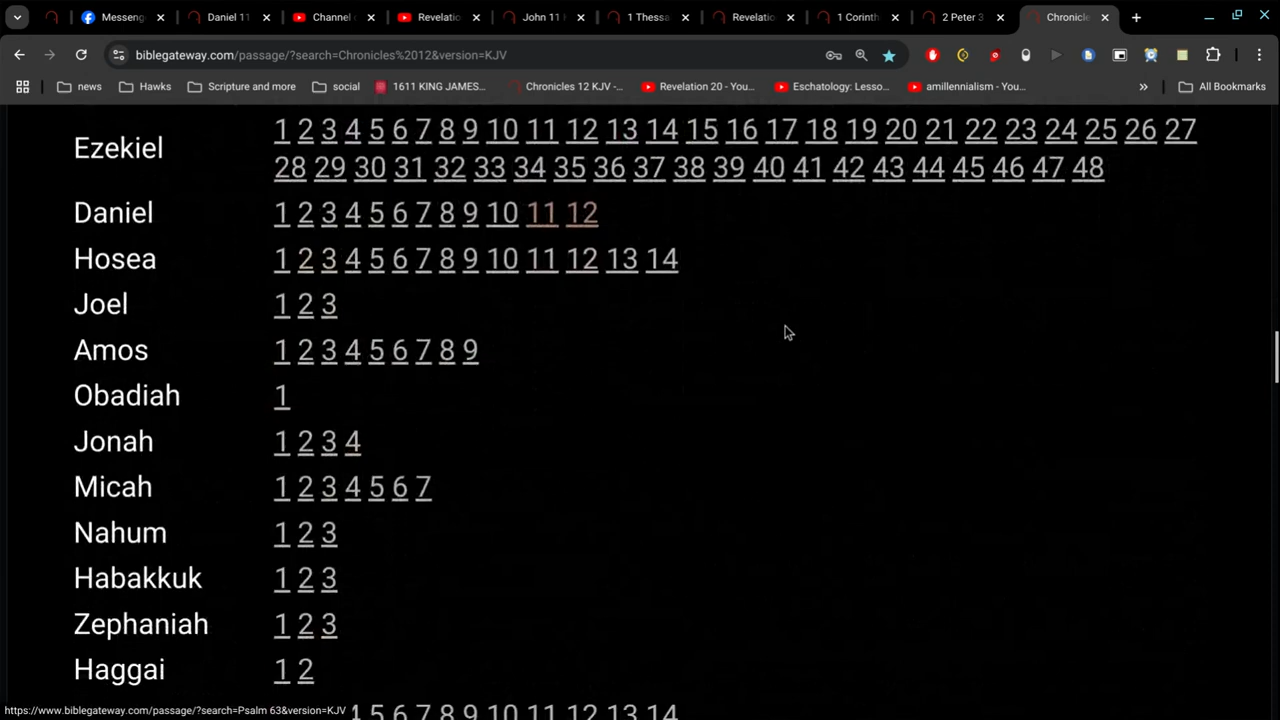 Messeng
Daniel 11
Channel
Revelatio
John 11
1 Thessa
Revelatio
1 Corinth
2 Peter 3
Chronicle
biblegateway.com/passage/?search=Chronicles%2012&version=KJV
news
Hawks
Scripture and more
social
1611 KING JAMES...
Chronicles 12 KJV -...
Revelation 20 - You...
Eschatology: Lesso...
amillennialism - You...
»
All Bookmarks
Ezekiel 1 2 3 4 5 6 7 8 9 10 11 12 13 14 15 16 17 18 19 20 21 22 23 24 25 26 27
28 29 30 31 32 33 34 35 36 37 38 39 40 41 42 43 44 45 46 47 48
Daniel 1 2 3 4 5 6 7 8 9 10 11 12
Hosea 1 2 3 4 5 6 7 8 9 10 11 12 13 14
Joel 1 2 3
Amos 1 2 3 4 5 6 7 8 9
Obadiah 1
Jonah 1 2 3 4
Micah 1 2 3 4 5 6 7
Nahum 1 2 3
Habakkuk 1 2 3
Zephaniah 1 2 3
Haggai 1 2
https://www.biblegateway.com/passage/?search=Psalm 63&version=KJV
4 5 6 7 8 9 10 11 12 13 14